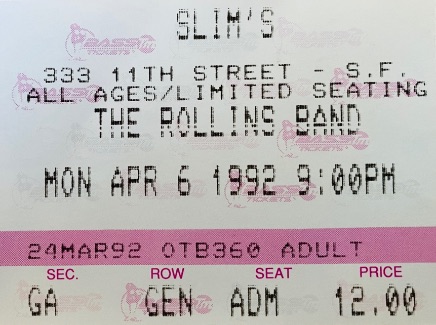 SLIM'S
333 11TH STREET - S.F.
ALL AGES/LIMITED SEATING
THE ROLLINS BAND
MON APR 6 1992 9:00PM
24MAR92 OTB360 ADULT
SEC. ROW SEAT PRICE
GA GEN ADM 12.00